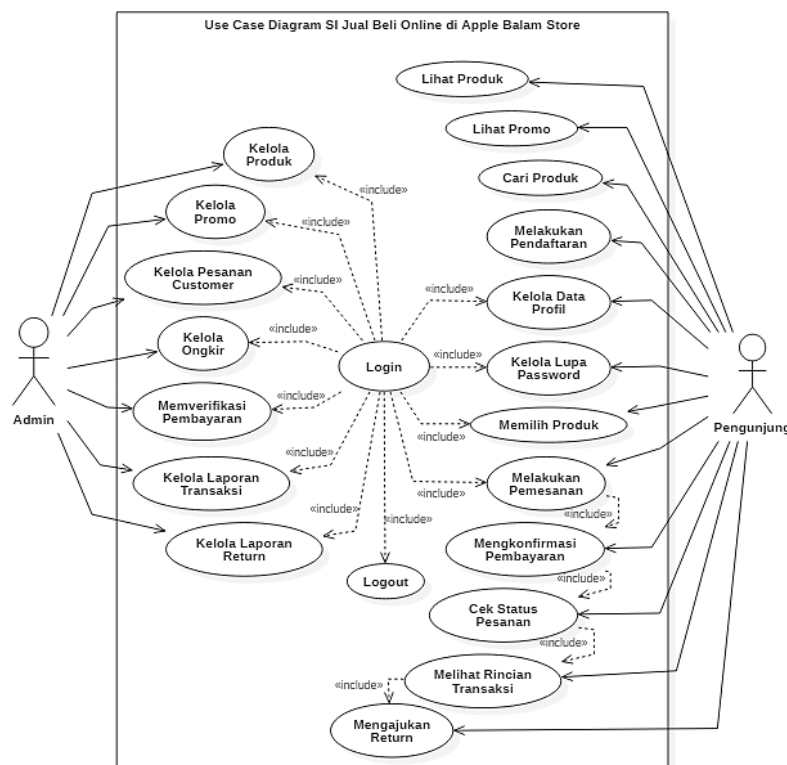 Use Case Diagram SI Jual Beli Online di Apple Balam Store
Lihat Produk
Lihat Promo
Kelola
Produk
Cari Produk
«include»
Kelola
Promo
«include»
Melakukan
Pendaftaran
Kelola Pesanan
Customer
«include»
«include»
Kelola Data
Profil
Kelola
Ongkir
«include»
Login
«include»
Kelola Lupa
Password
Admin
Memverifikasi
Pembayaran
«include»
Memilih Produk
Pengunjung
«include»
Kelola Laporan
Transaksi
«include»
Melakukan
Pemesanan
«include»
«include»
«include»
«include»
Kelola Laporan
Return
Mengkonfirmasi
Pembayaran
Logout
«include»
Cek Status
Pesanan
«include»
Melihat Rincian
Transaksi
«include»
Mengajukan
Return